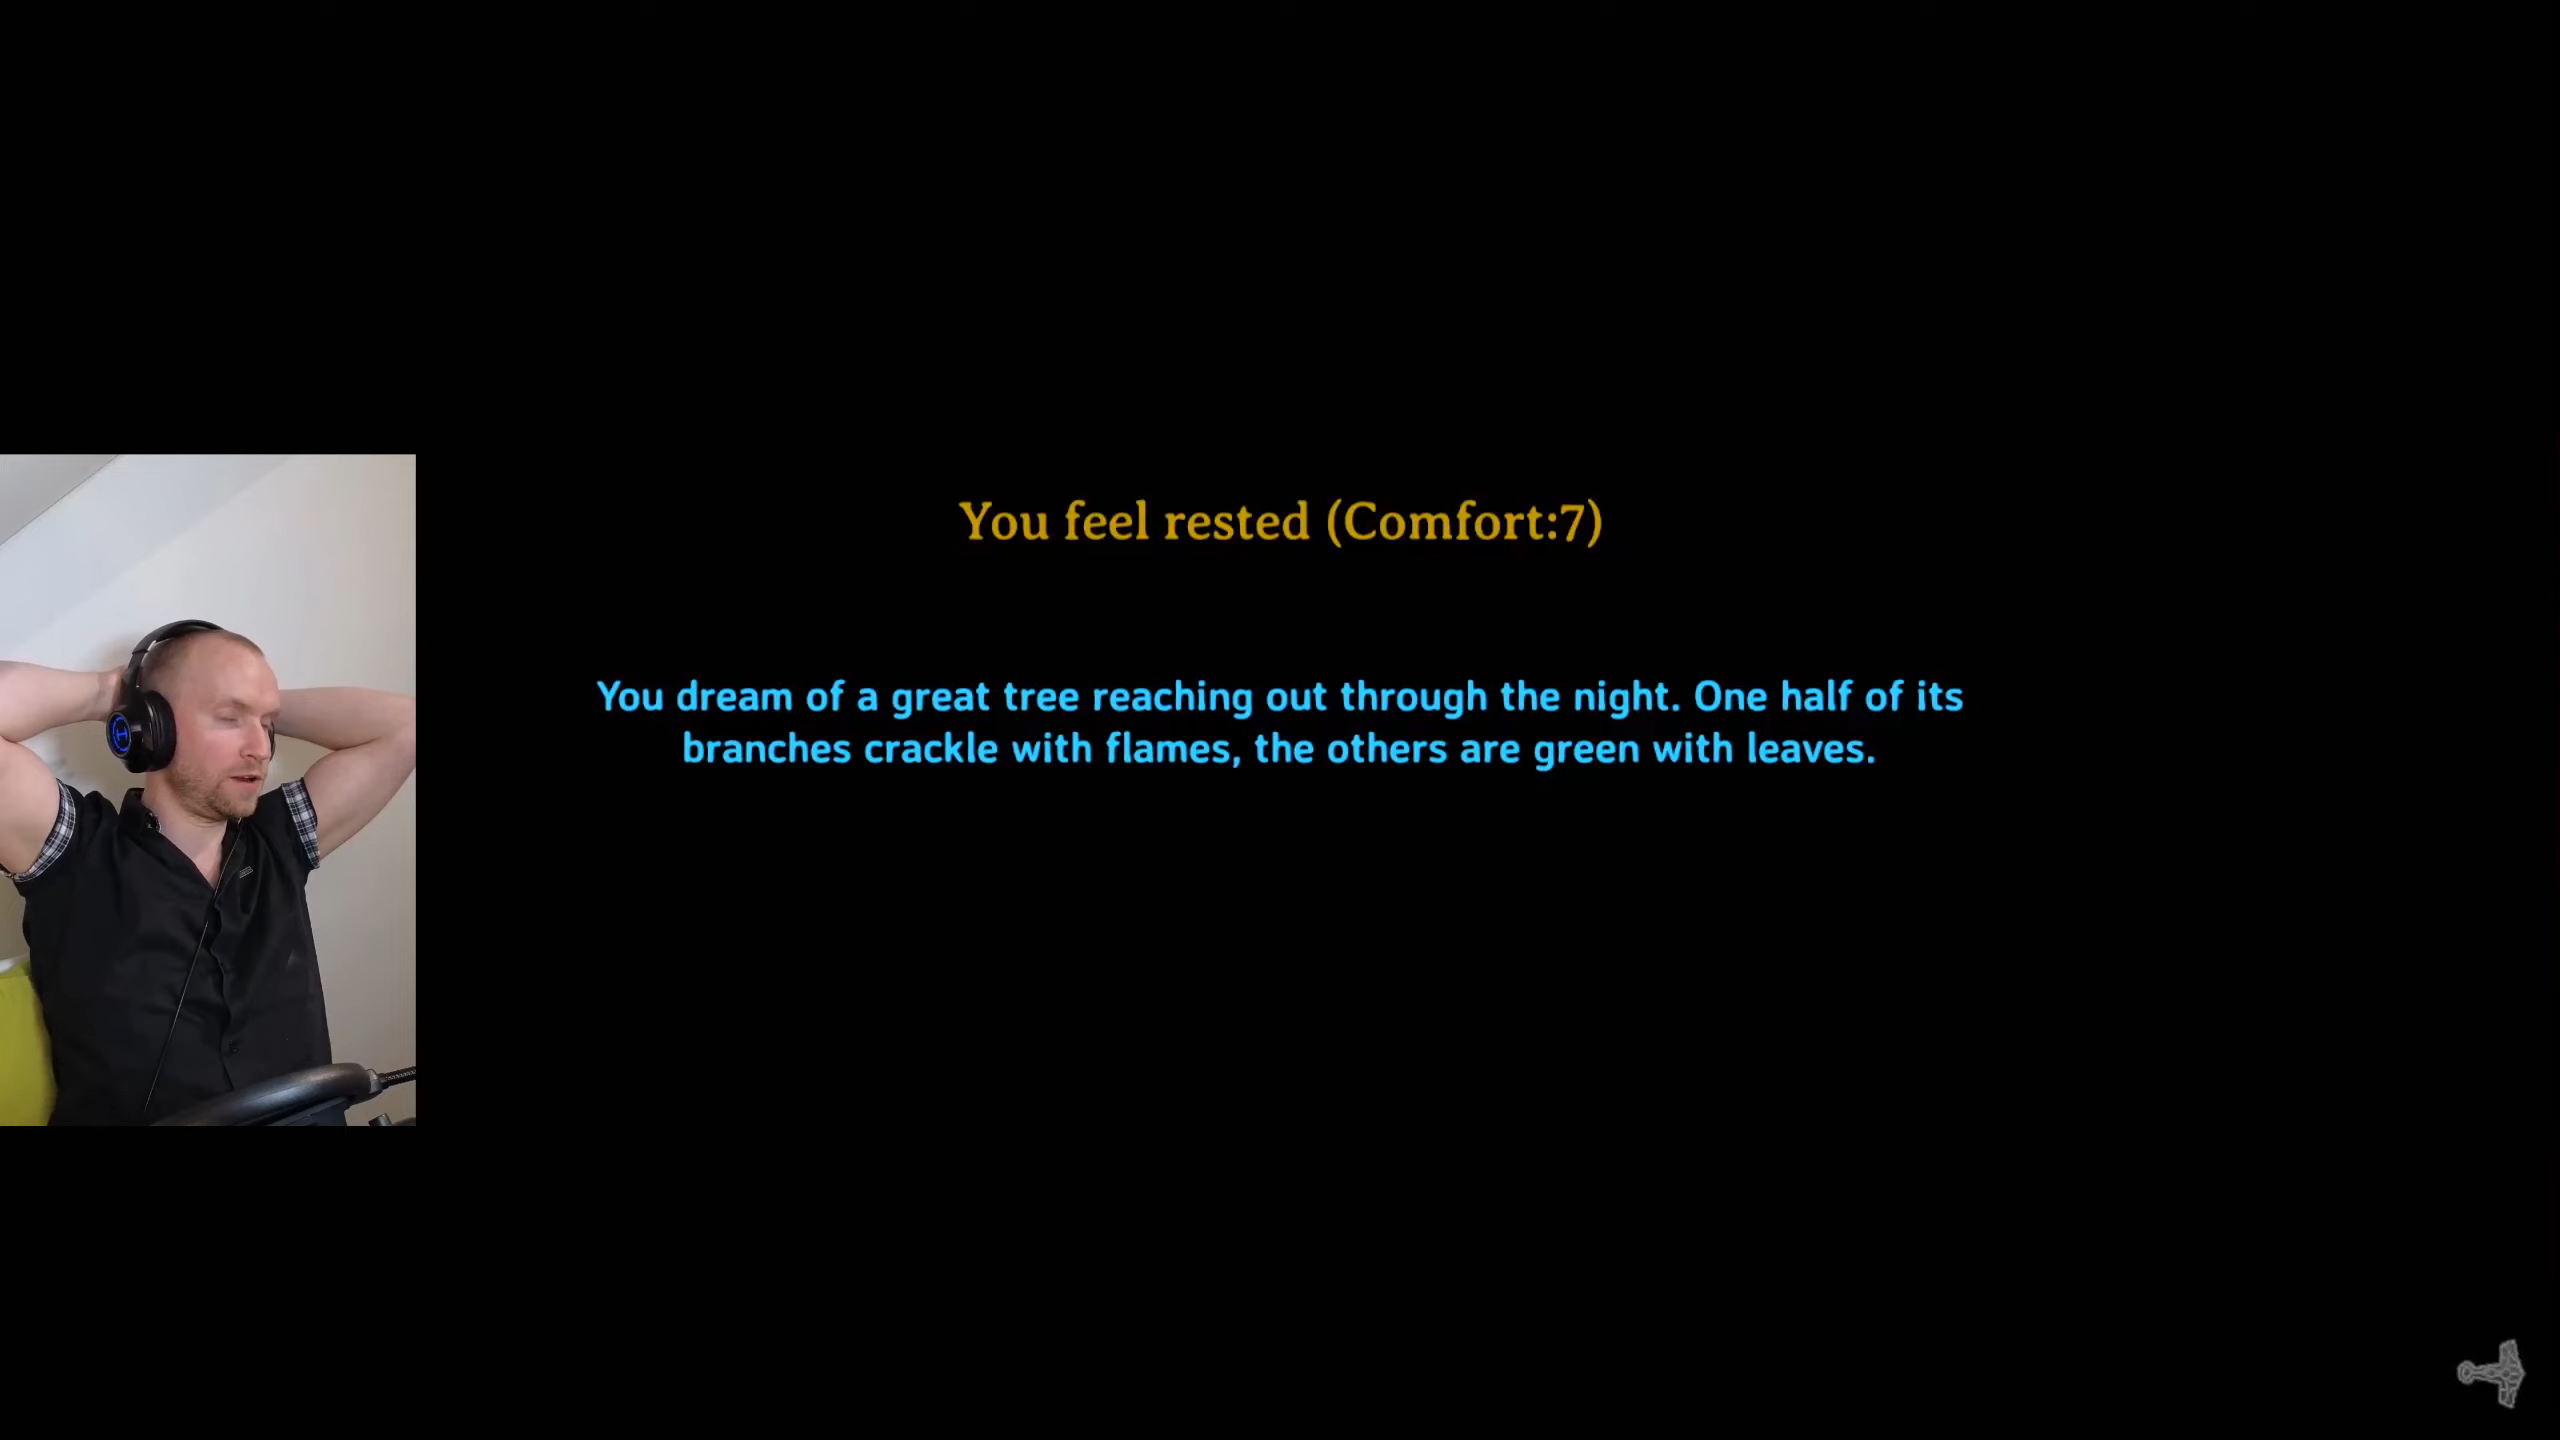 You feel rested (Comfort:7)
You dream of a great tree reaching out through the night. One half of its
branches crackle with flames, the others are green with leaves.